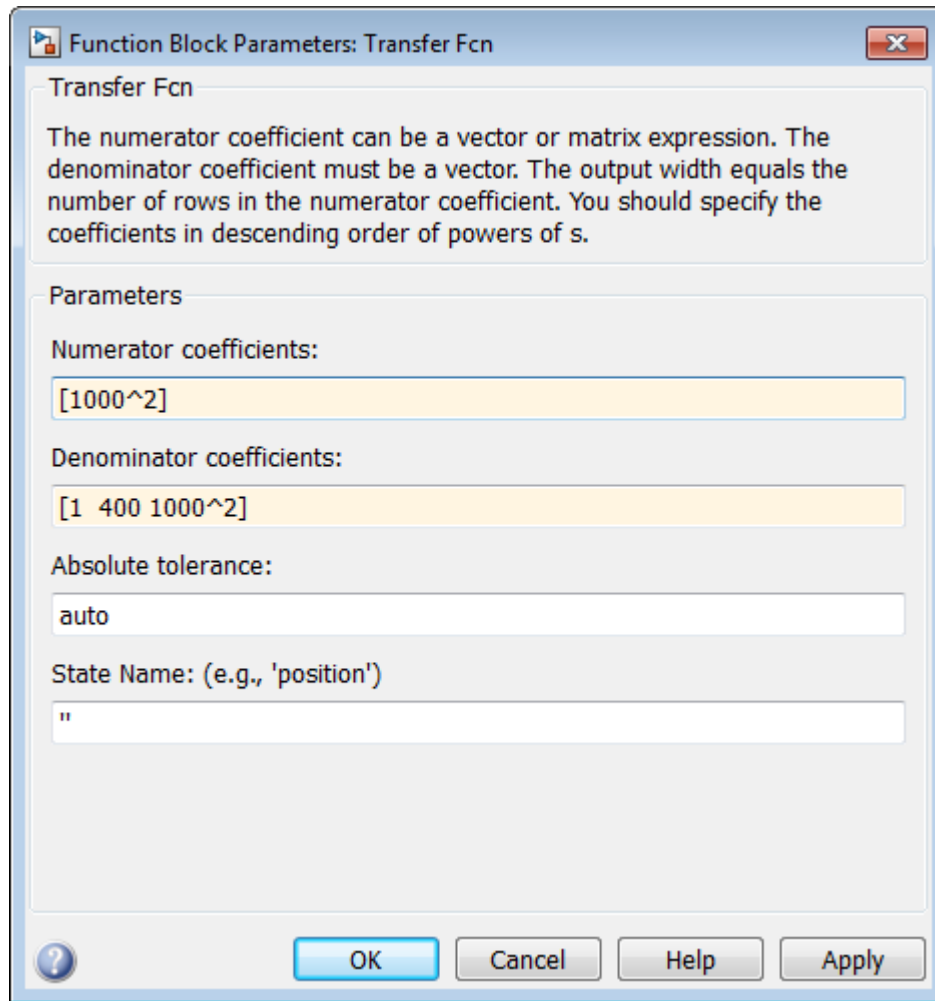 Function Block Parameters: Transfer Fcn
Transfer Fcn
The numerator coefficient can be a vector or matrix expression. The
denominator coefficient must be a vector. The output width equals the
number of rows in the numerator coefficient. You should specify the
coefficients in descending order of powers of s.
Parameters
Numerator coefficients:
[1000^2]
Denominator coefficients:
[1  400 1000^2]
Absolute tolerance:
auto
State Name: (e.g., 'position')
''
OK Cancel Help Apply